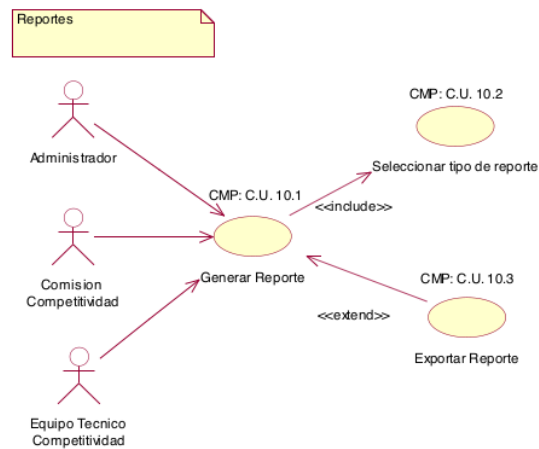 Reportes
CMP: C.U. 10.2
Administrador
Seleccionar tipo de reporte
CMP: C.U. 10.1
<<include>>
Comision
Competitividad
Generar Reporte
CMP: C.U. 10.3
<<extend>>
Exportar Reporte
Equipo Tecnico
Competitividad